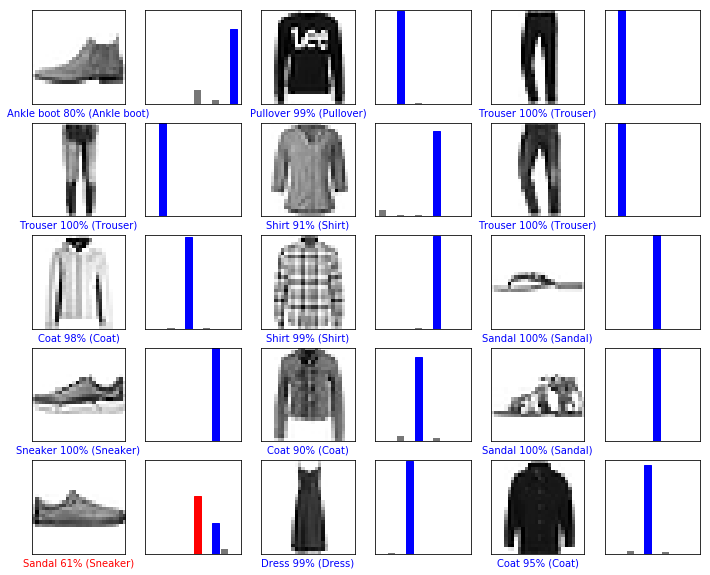 Lee
Ankle boot 80% (Ankle boot)
Pullover 99% (Pullover)
Trouser 100% (Trouser)
Trouser 100% (Trouser)
Shirt 91% (Shirt)
Trouser 100% (Trouser)
Coat 98% (Coat)
Shirt 99% (Shirt)
Sandal 100% (Sandal)
Sneaker 100% (Sneaker)
Coat 90% (Coat)
Sandal 100% (Sandal)
Sandal 61% (Sneaker)
Dress 99% (Dress)
Coat 95% (Coat)